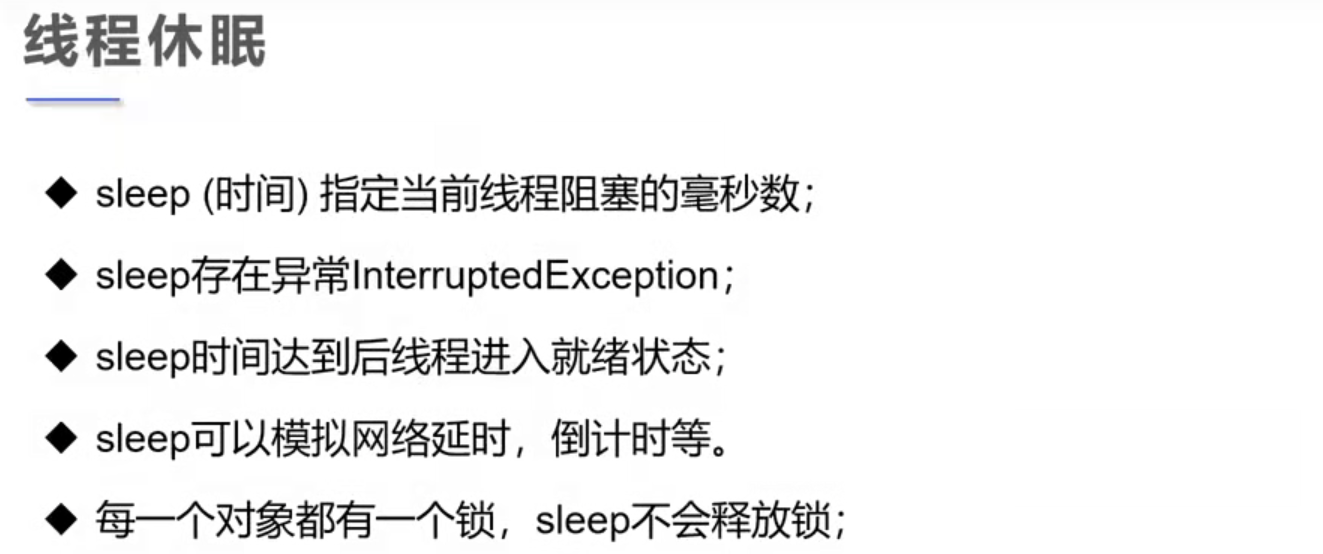 线程休眠
◆ sleep (时间) 指定当前线程阻塞的毫秒数；
◆ sleep存在异常InterruptedException；
◆ sleep时间达到后线程进入就绪状态；
◆ sleep可以模拟网络延时，倒计时等。
◆ 每一个对象都有一个锁，sleep不会释放锁；